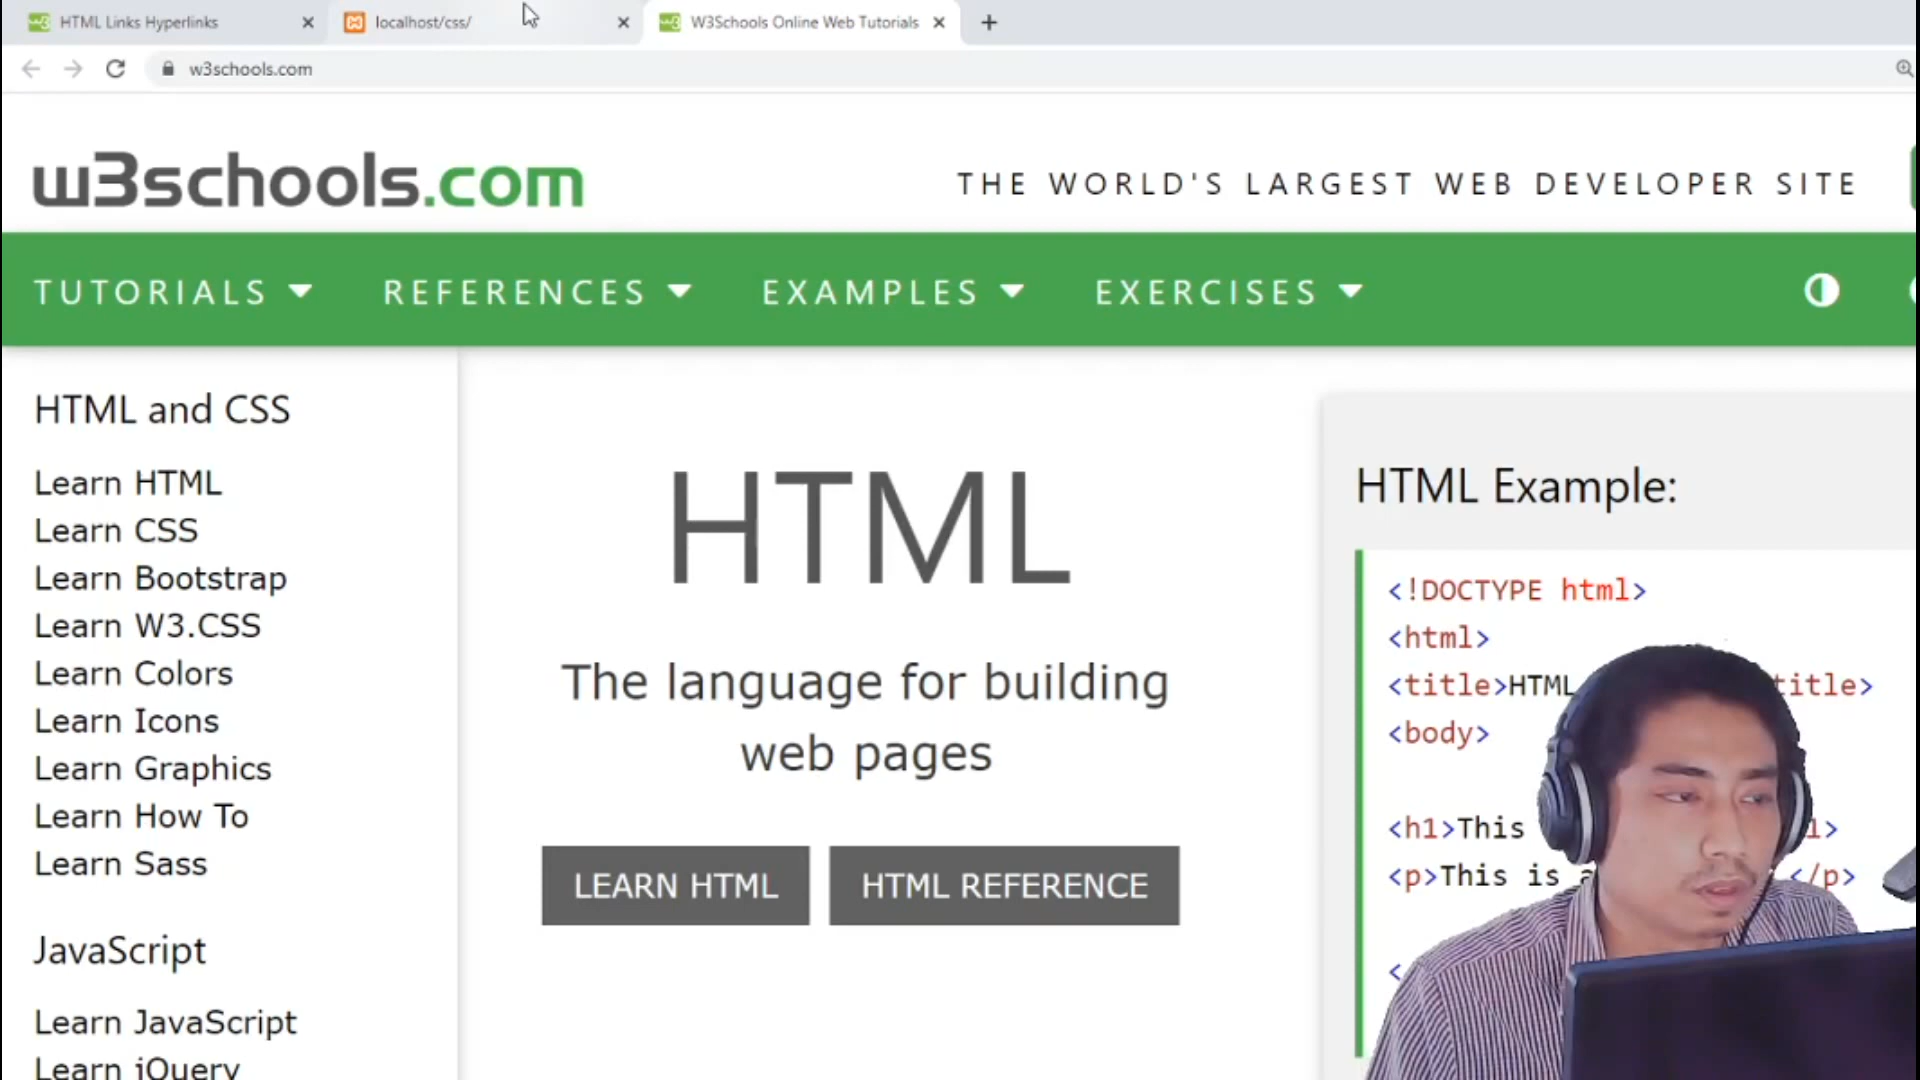 HTML Links Hyperlinks
localhost/css/
W3Schools Online Web Tutorials
w3schools.com
w3schools.com
THE WORLD'S LARGEST WEB DEVELOPER SITE
TUTORIALS
REFERENCES
EXAMPLES
EXERCISES
HTML and CSS
Learn HTML
Learn CSS
Learn Bootstrap
Learn W3.CSS
Learn Colors
Learn Icons
Learn Graphics
Learn How To
Learn Sass
JavaScript
Learn JavaScript
Learn jQuery
HTML
The language for building
web pages
LEARN HTML
HTML REFERENCE
HTML Example:
<!DOCTYPE html>
<html>
<title>HTML title>
<body>
<h1>This 1>
<p>This is a </p>
<